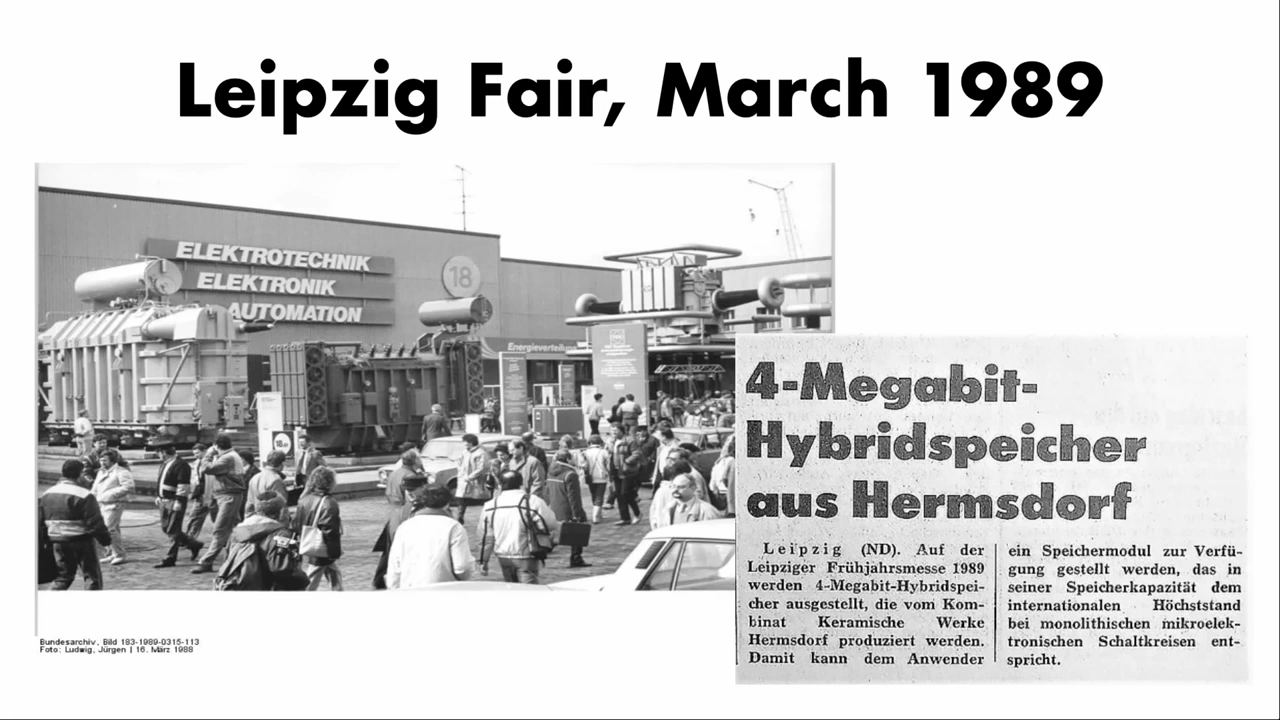 Leipzig Fair, March 1989
ELEKTROTECHNIK
ELEKTRONIK
AUTOMATION
18
Energieverteilung
18
Bundesarchiv, Bild 183-1989-0315-113
Foto: Ludwig, Jürgen | 16. März 1988
4-Megabit-
Hybridspeicher
aus Hermsdorf
Leipzig (ND). Auf der
Leipziger Frühjahrsmesse 1989
werden 4-Megabit-Hybridspei-
cher ausgestellt, die vom Kom-
binat Keramische Werke
Hermsdorf produziert werden.
Damit kann dem Anwender
ein Speichermodul zur Verfü-
gung gestellt werden, das in
seiner Speicherkapazität dem
internationalen Höchststand
bei monolithischen mikroelek-
tronischen Schaltkreisen ent-
spricht.